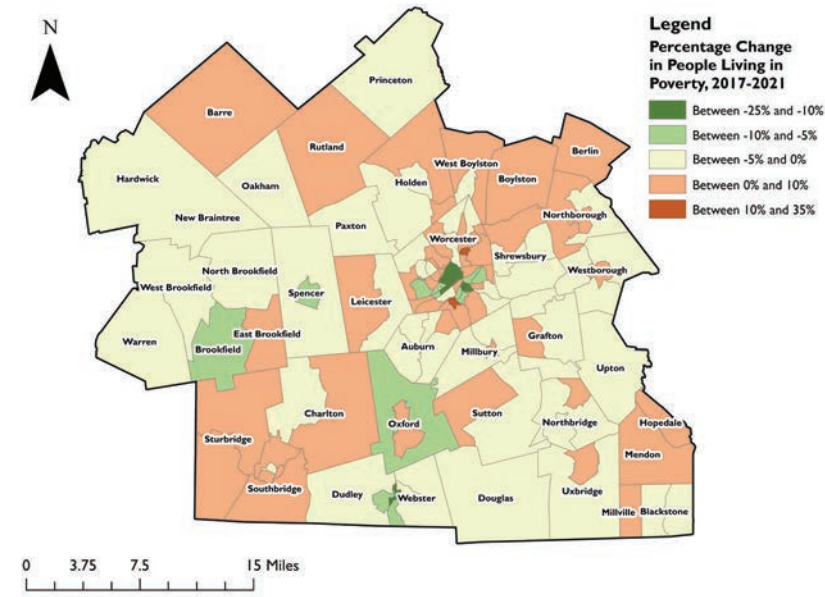 N
Legend
Percentage Change
in People Living in
Poverty, 2017-2021
Between -25% and -10%
Between -10% and -5%
Between -5% and 0%
Between 0% and 10%
Between 10% and 35%
Princeton
Barre
Rutland
West Boylston
Berlin
Boylston
Hardwick
Oakham
Holden
Northborough
New Braintree
Paxton
Worcester
Shrewsbury
North Brookfield
Westborough
West Brookfield
Spencer
Leicester
East Brookfield
Grafton
Warren
Brookfield
Auburn
Millbury
Upton
Charlton
Sutton
Oxford
Northbridge
Hopedale
Sturbridge
Mendon
Southbridge
Dudley
Webster
Douglas
Uxbridge
Millville
Blackstone
0 3.75 7.5 15 Miles